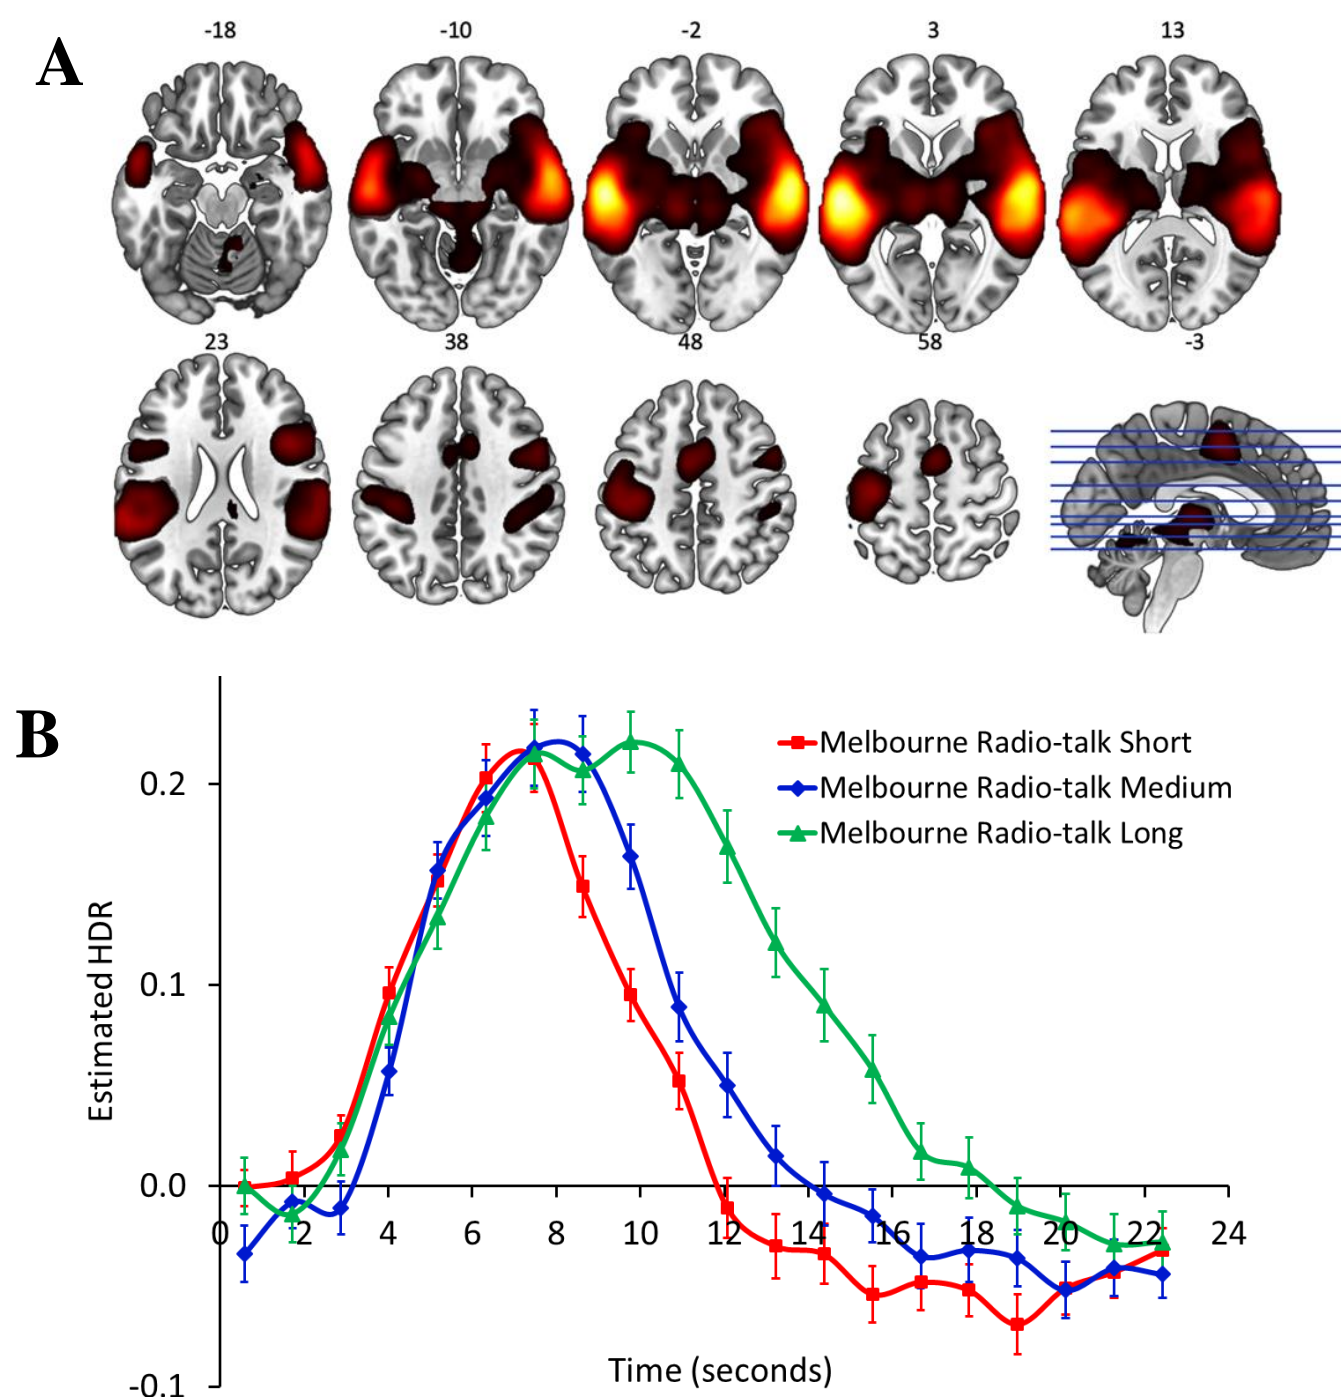 A
-18 -10 -2 3 13
23 38 48 58 -3
B
Melbourne Radio-talk Short
Melbourne Radio-talk Medium
Melbourne Radio-talk Long
Estimated HDR
0.2
0.1
0.0
-0.1
0 2 4 6 8 10 12 14 16 18 20 22 24
Time (seconds)